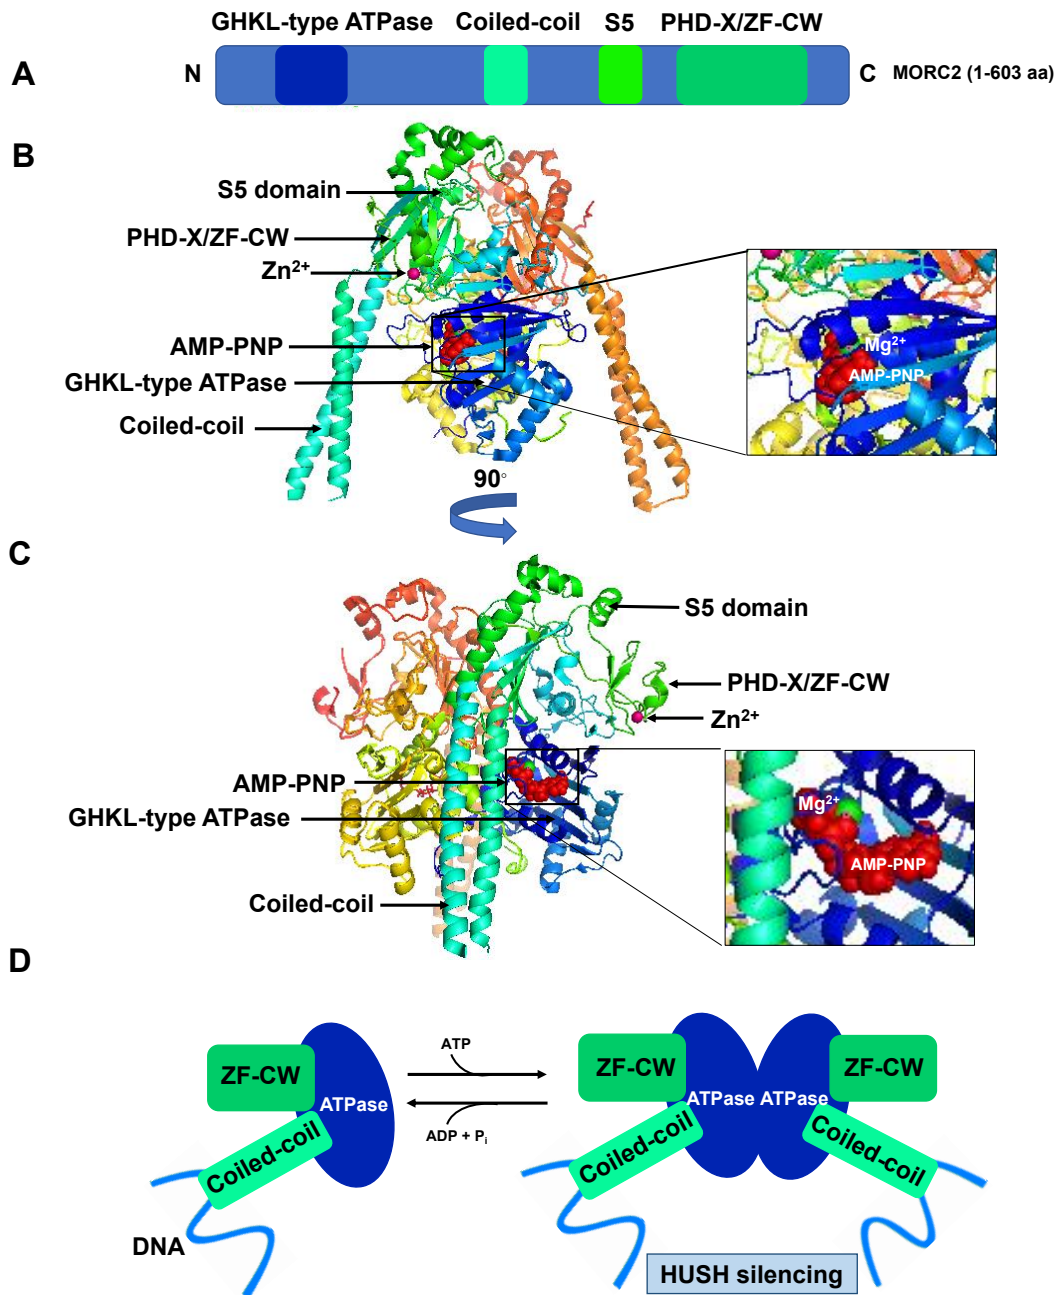 GHKL-type ATPase Coiled-coil S5 PHD-X/ZF-CW
A N C MORC2 (1-603 aa)
B
S5 domain
PHD-X/ZF-CW
Zn²⁺
AMP-PNP
GHKL-type ATPase
Coiled-coil
Mg²⁺
AMP-PNP
90°
C
S5 domain
PHD-X/ZF-CW
Zn²⁺
AMP-PNP
GHKL-type ATPase
Coiled-coil
Mg²⁺
AMP-PNP
D
ZF-CW
ATPase
Coiled-coil
DNA
ATP
ADP + Pᵢ
ZF-CW ZF-CW
ATPase ATPase
Coiled-coil Coiled-coil
HUSH silencing